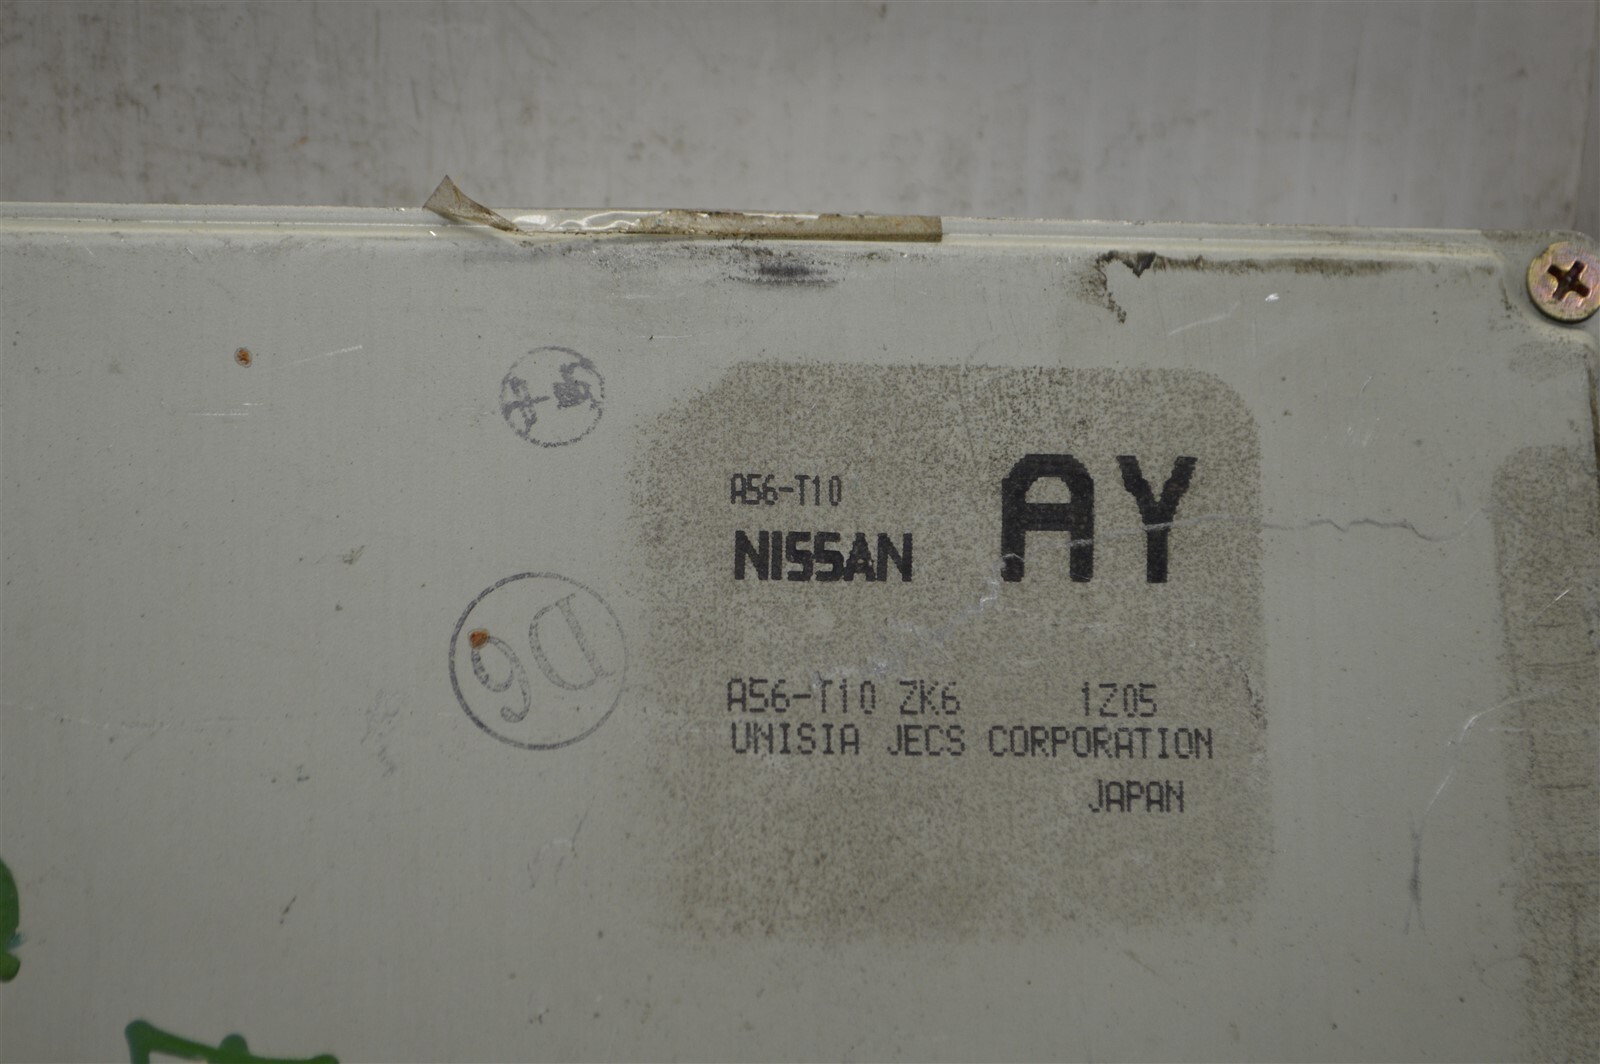 A56-T10
NISSAN
AY
D6
A56-T10 ZK6 1Z05
UNISIA JECS CORPORATION
JAPAN